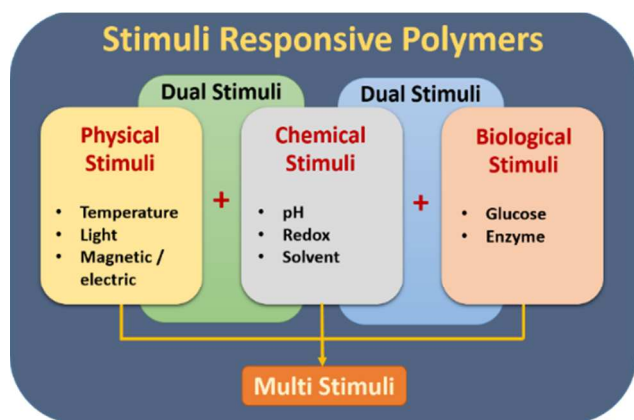 Stimuli Responsive Polymers
Dual Stimuli
Dual Stimuli
Physical
Stimuli
• Temperature
• Light
• Magnetic /
electric
+
Chemical
Stimuli
• pH
• Redox
• Solvent
+
Biological
Stimuli
• Glucose
• Enzyme
Multi Stimuli